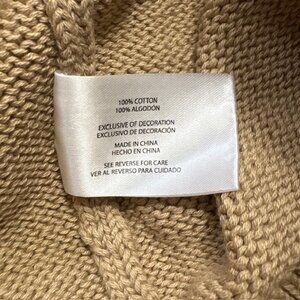 100% COTTON
100% ALGODON
EXCLUSIVE OF DECORATION
EXCLUSIVO DE DECORACIÓN
MADE IN CHINA
HECHO EN CHINA
SEE REVERSE FOR CARE
VER AL REVERSO PARA CUIDADO